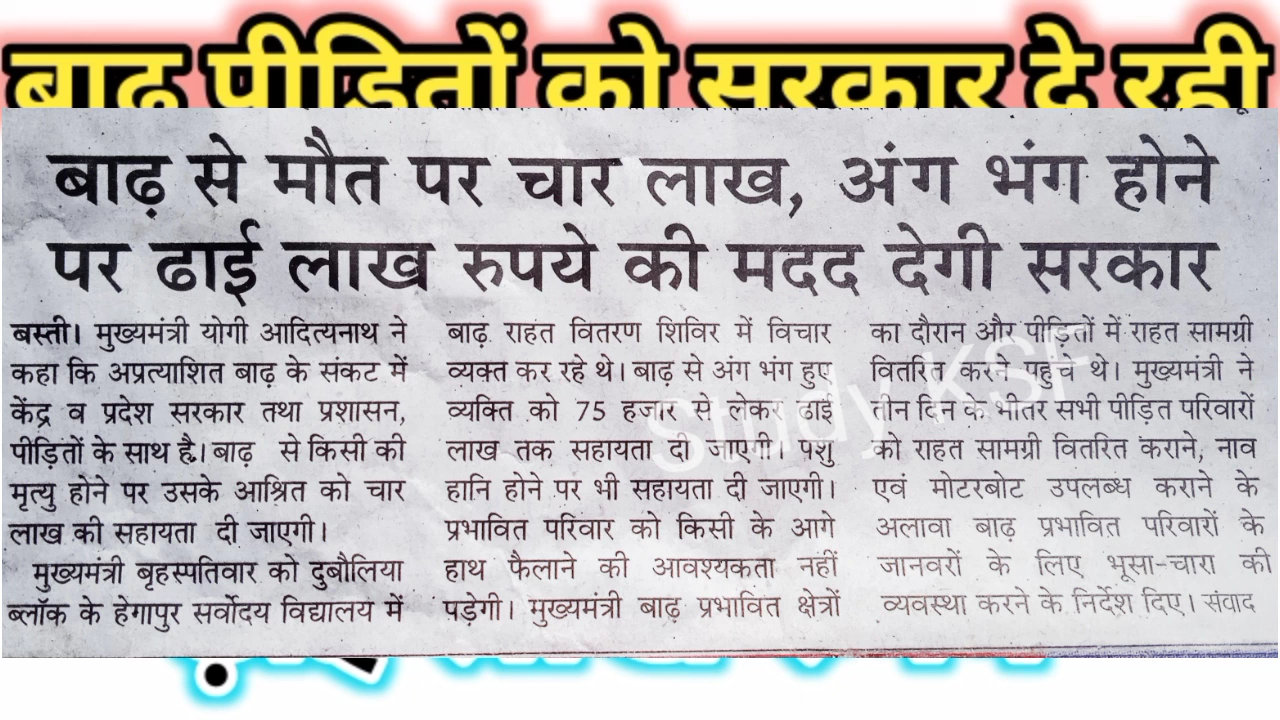 बाढ़ पीड़ितों को सरकार दे रही
बाढ़ से मौत पर चार लाख, अंग भंग होने
पर ढाई लाख रुपये की मदद देगी सरकार
बस्ती। मुख्यमंत्री योगी आदित्यनाथ ने
कहा कि अप्रत्याशित बाढ़ के संकट में
केंद्र व प्रदेश सरकार तथा प्रशासन,
पीड़ितों के साथ है। बाढ़ से किसी की
मृत्यु होने पर उसके आश्रित को चार
लाख की सहायता दी जाएगी।
मुख्यमंत्री बृहस्पतिवार को दुबौलिया
ब्लॉक के हेगापुर सर्वोदय विद्यालय में
बाढ़ राहत वितरण शिविर में विचार
व्यक्त कर रहे थे। बाढ़ से अंग भंग हुए
व्यक्ति को 75 हजार से लेकर ढाई
लाख तक सहायता दी जाएगी। पशु
हानि होने पर भी सहायता दी जाएगी।
प्रभावित परिवार को किसी के आगे
हाथ फैलाने की आवश्यकता नहीं
पड़ेगी। मुख्यमंत्री बाढ़ प्रभावित क्षेत्रों
का दौरान और पीड़ितों में राहत सामग्री
वितरित करने पहुंचे थे। मुख्यमंत्री ने
तीन दिन के भीतर सभी पीड़ित परिवारों
को राहत सामग्री वितरित कराने, नाव
एवं मोटरबोट उपलब्ध कराने के
अलावा बाढ़ प्रभावित परिवारों के
जानवरों के लिए भूसा-चारा की
व्यवस्था करने के निर्देश दिए। संवाद
Study KSF